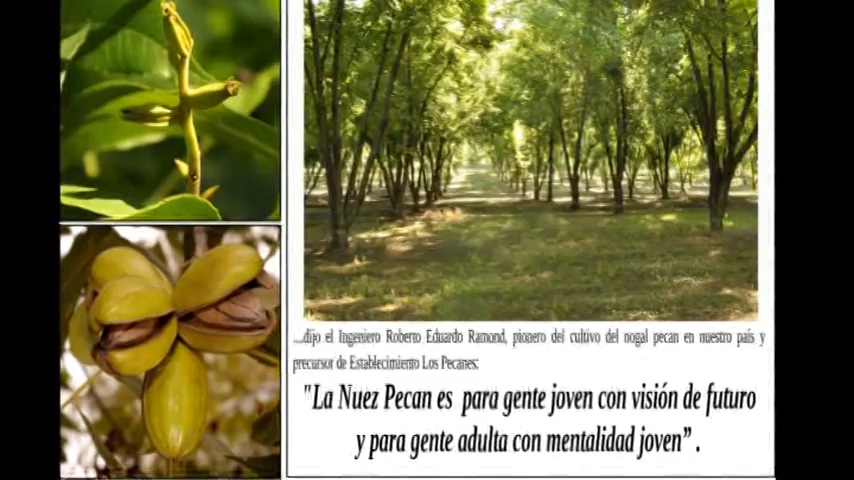 ...dijo el Ingeniero Roberto Eduardo Ramond, pionero del cultivo del nogal pecan en nuestro país y
precursor de Establecimiento Los Pecanes:
"La Nuez Pecan es para gente joven con visión de futuro
y para gente adulta con mentalidad joven” .